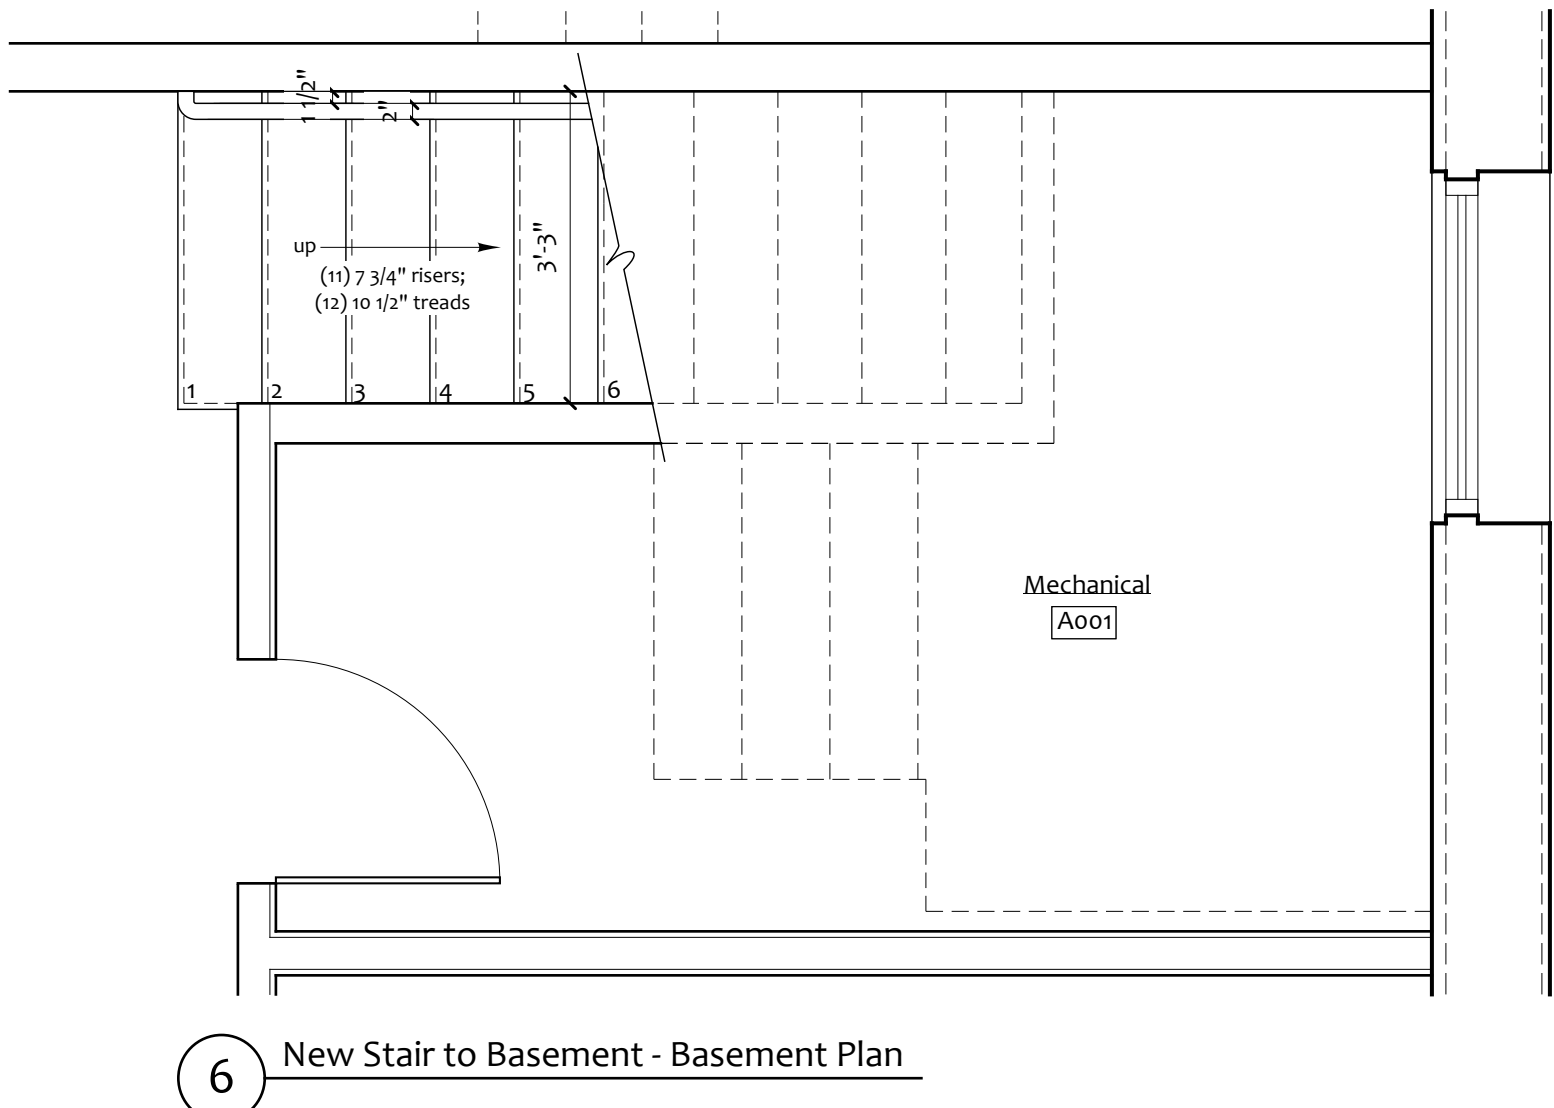 1 1/2"
2"
up
3'-3"
(11) 7 3/4" risers;
(12) 10 1/2" treads
1 2 3 4 5 6
Mechanical
A001
6 New Stair to Basement - Basement Plan